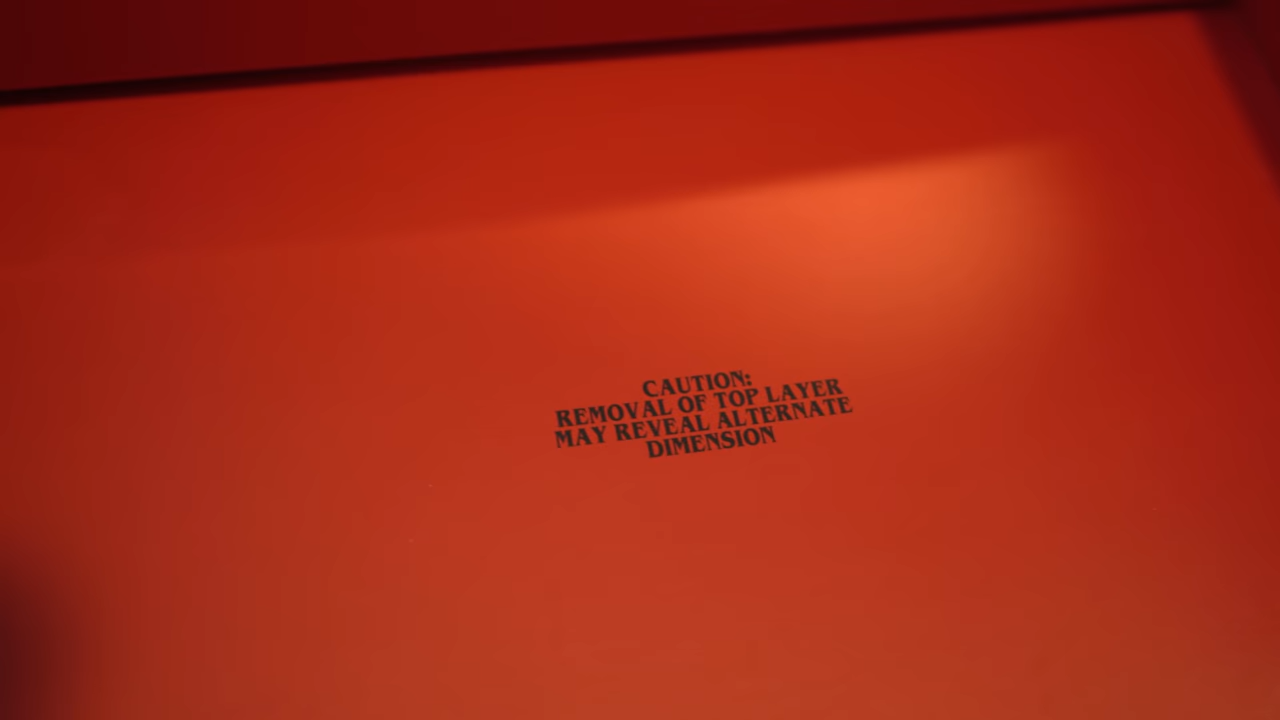 CAUTION:
REMOVAL OF TOP LAYER
MAY REVEAL ALTERNATE
DIMENSION